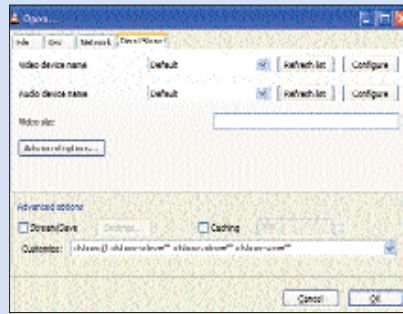 Open...
File Disc Network DirectShow
Video device name Default Refresh list Configure
Audio device name Default Refresh list Configure
Video size
Advanced options...
Advanced options
Stream/Save Settings... Caching
Customize:
Cancel OK